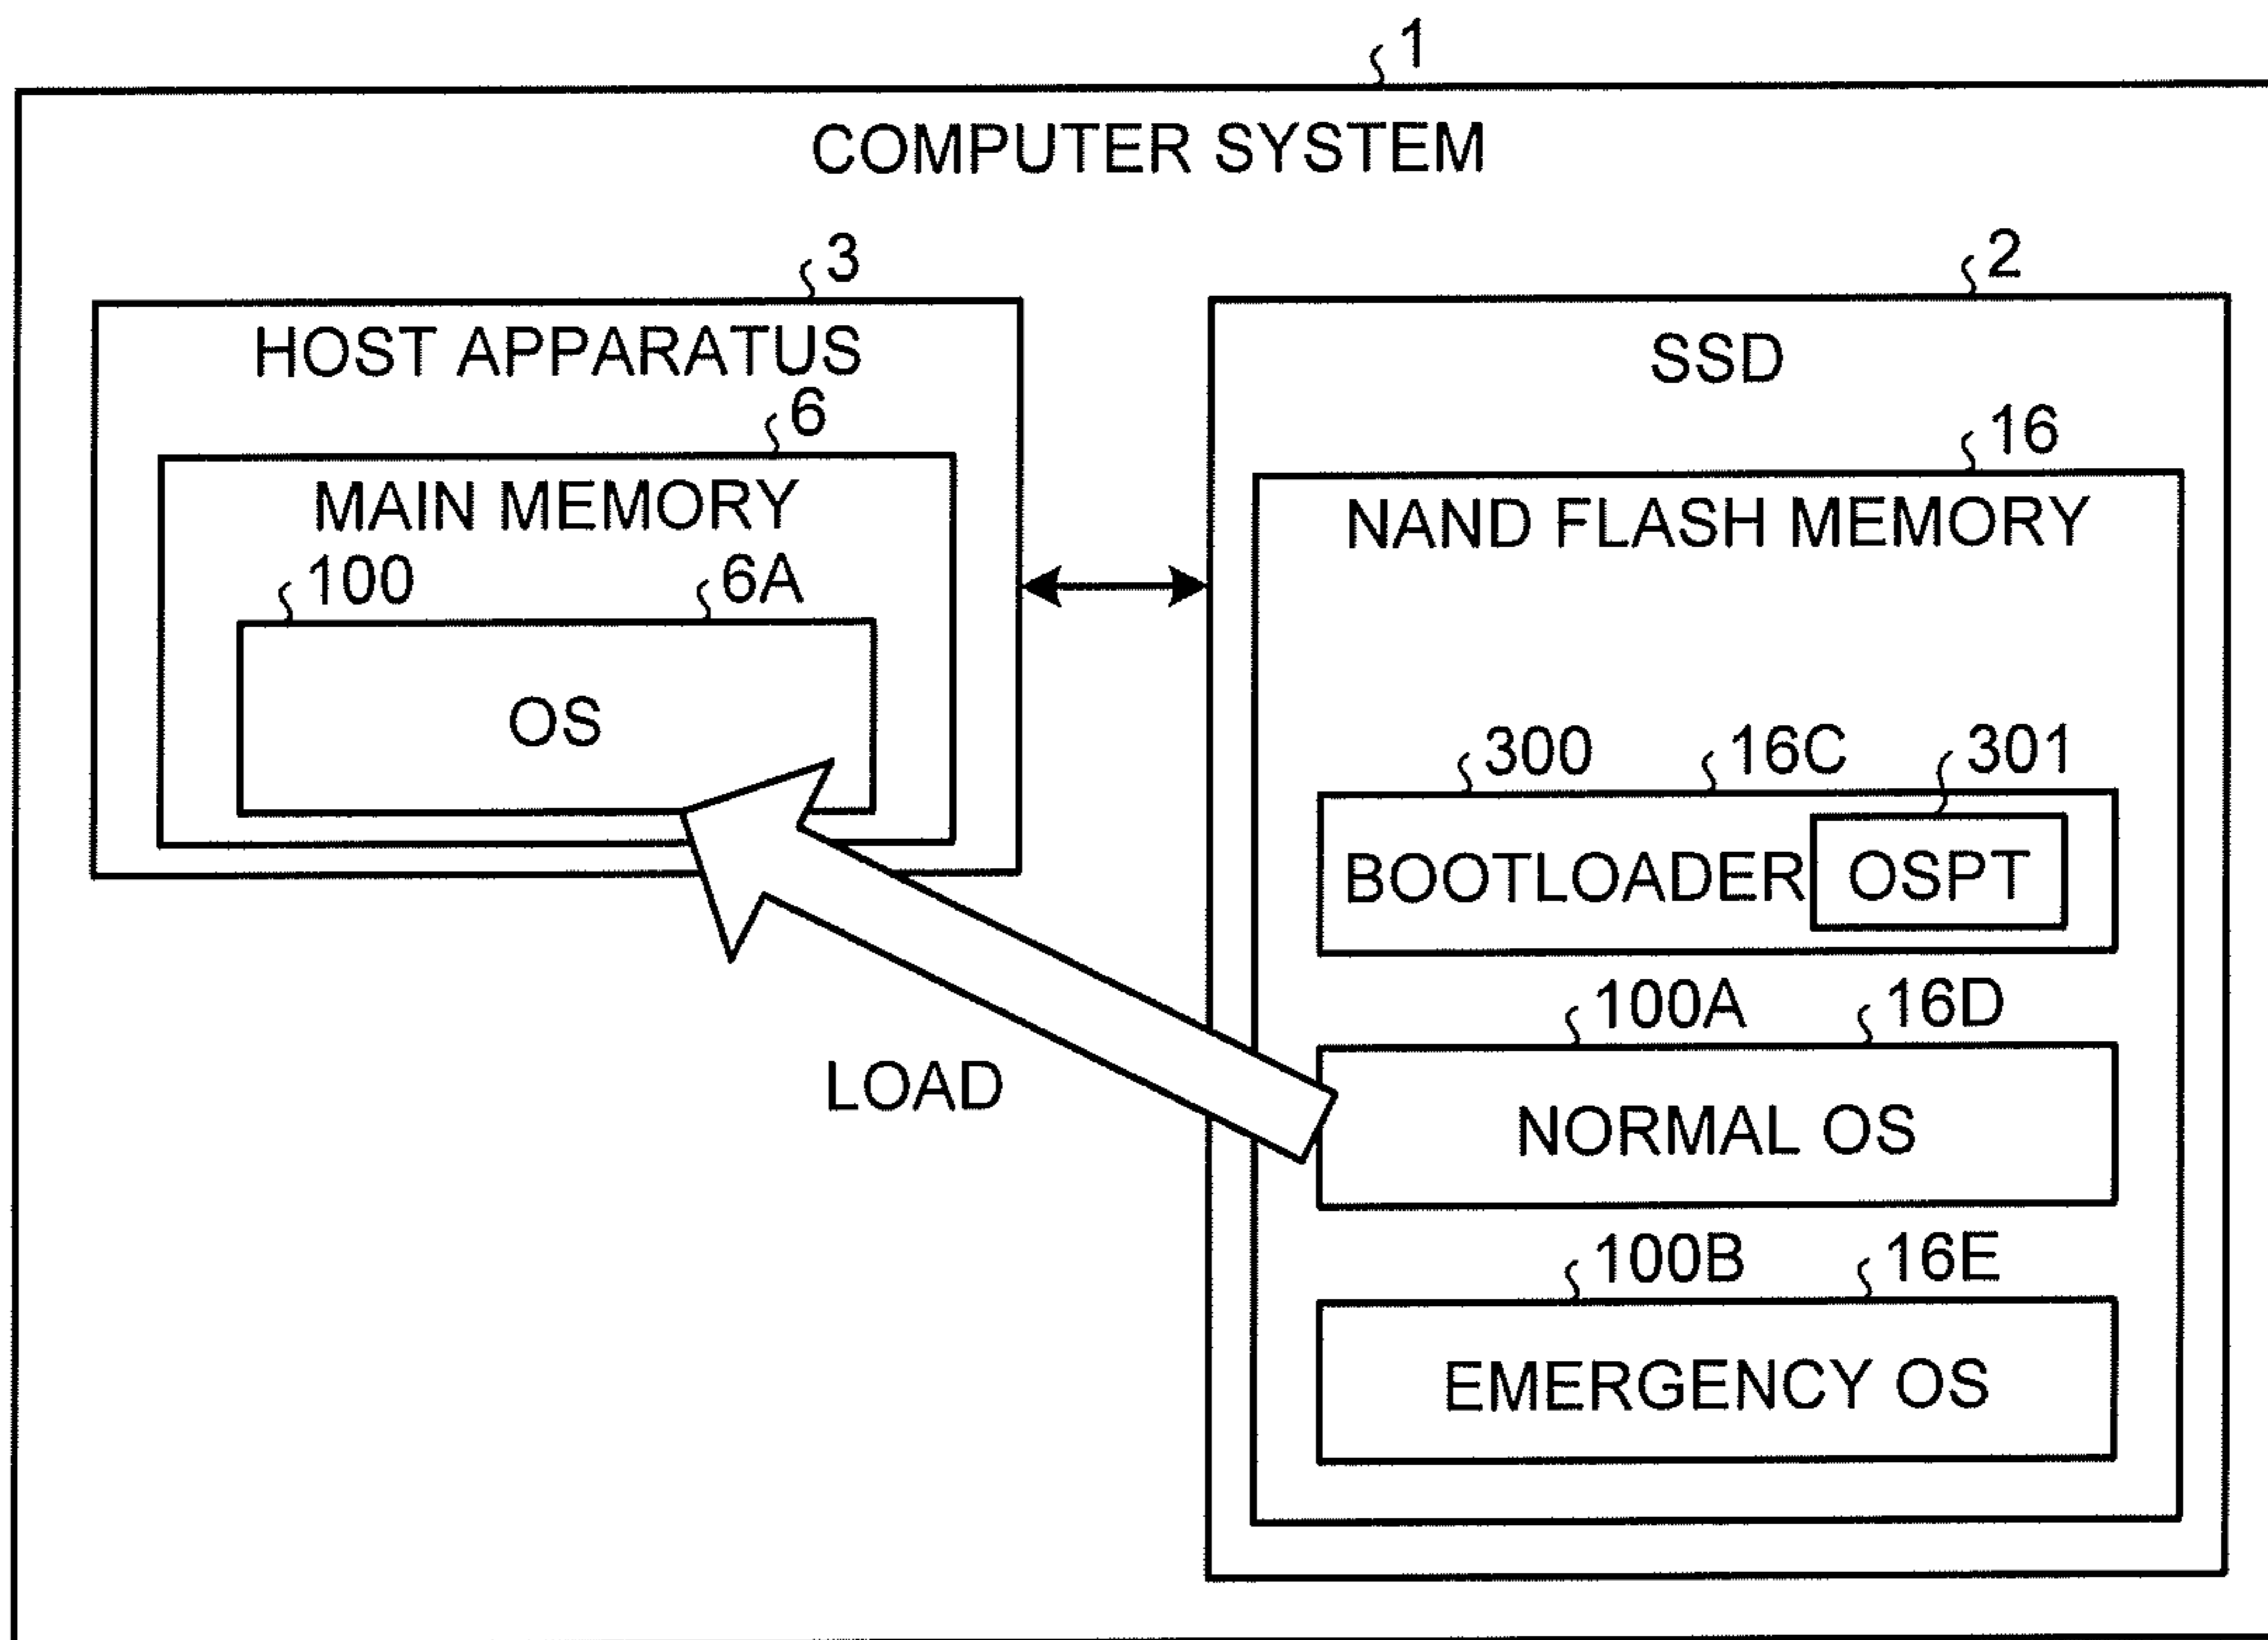 1
COMPUTER SYSTEM
3
HOST APPARATUS
6
MAIN MEMORY
100 6A
OS
2
SSD
16
NAND FLASH MEMORY
300 16C 301
BOOTLOADER OSPT
100A 16D
NORMAL OS
100B 16E
EMERGENCY OS
LOAD